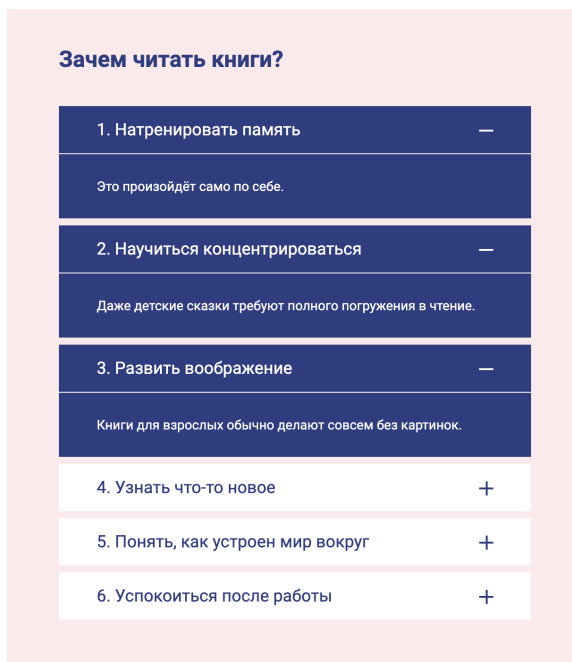 Зачем читать книги?
1. Натренировать память
Это произойдёт само по себе.
2. Научиться концентрироваться
Даже детские сказки требуют полного погружения в чтение.
3. Развить воображение
Книги для взрослых обычно делают совсем без картинок.
4. Узнать что-то новое
5. Понять, как устроен мир вокруг
6. Успокоиться после работы